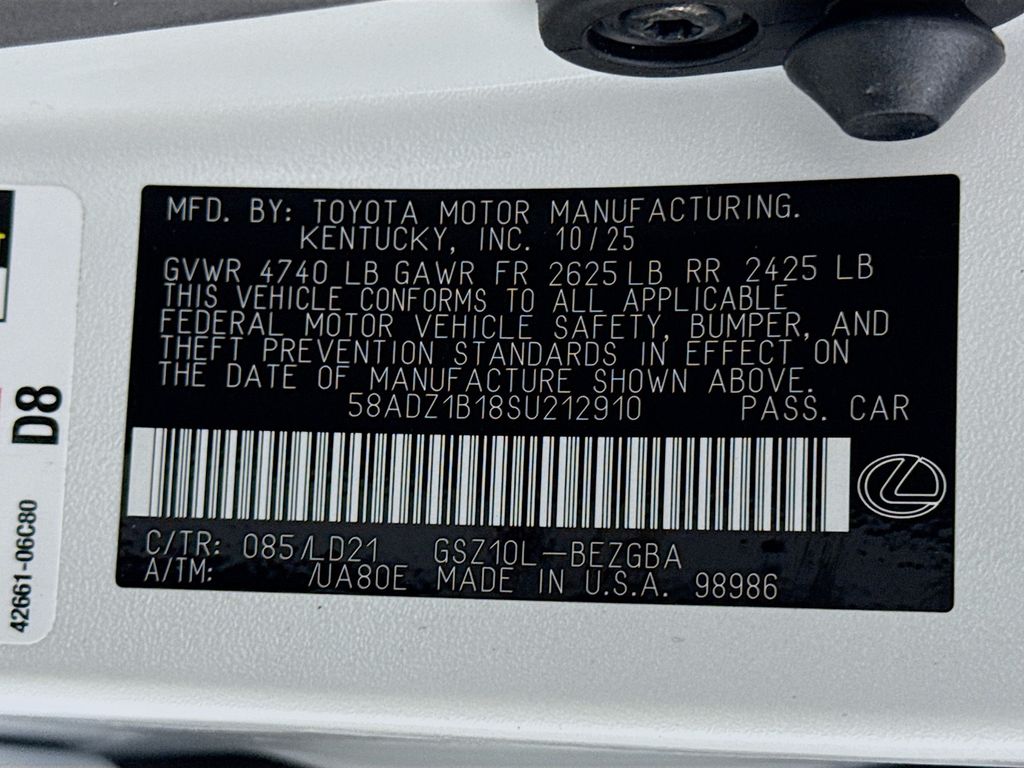 MFD. BY: TOYOTA MOTOR MANUFACTURING.
KENTUCKY, INC. 10/25
GVWR 4740 LB GAWR FR 2625 LB RR 2425 LB
THIS VEHICLE CONFORMS TO ALL APPLICABLE
FEDERAL MOTOR VEHICLE SAFETY, BUMPER, AND
THEFT PREVENTION STANDARDS IN EFFECT ON
THE DATE OF MANUFACTURE SHOWN ABOVE.
58ADZ1B18SU212910 PASS. CAR
C/TR: 085/LD21 GSZ10L-BEZGBA
A/TM: /UA80E MADE IN U.S.A. 98986
D8
42661-06C80